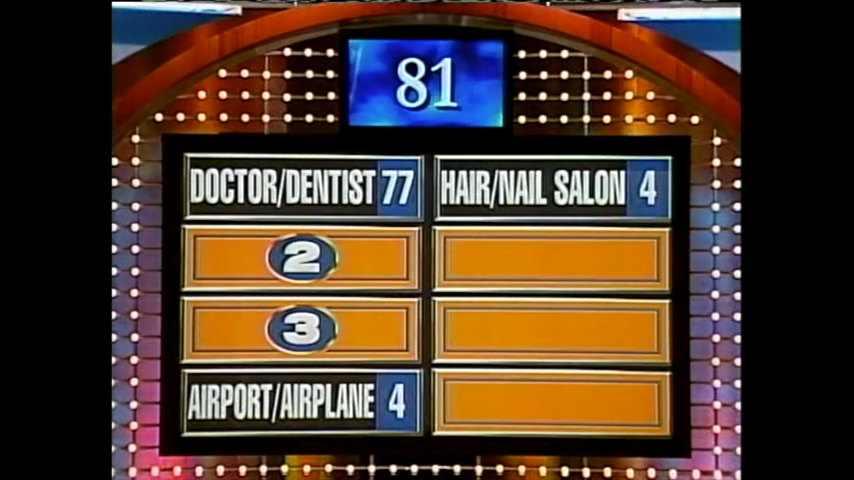 81
DOCTOR/DENTIST 77
HAIR/NAIL SALON 4
2
3
AIRPORT/AIRPLANE 4